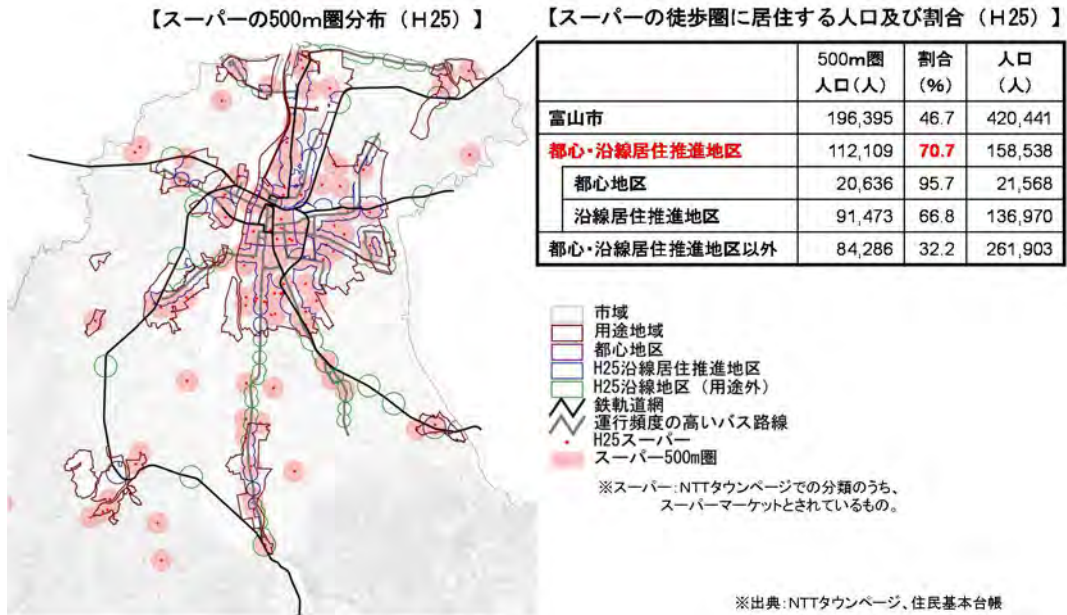 【スーパーの500m圏分布（H25）】
【スーパーの徒歩圏に居住する人口及び割合（H25）】
500m圏 人口(人) 割合 (%) 人口 (人)
富山市 196,395 46.7 420,441
都心・沿線居住推進地区 112,109 70.7 158,538
都心地区 20,636 95.7 21,568
沿線居住推進地区 91,473 66.8 136,970
都心・沿線居住推進地区以外 84,286 32.2 261,903
市域
用途地域
都心地区
H25沿線居住推進地区
H25沿線地区（用途外）
鉄軌道網
運行頻度の高いバス路線
H25スーパー
スーパー500m圏
※スーパー：NTTタウンページでの分類のうち、
スーパーマーケットとされているもの。
※出典：NTTタウンページ、住民基本台帳